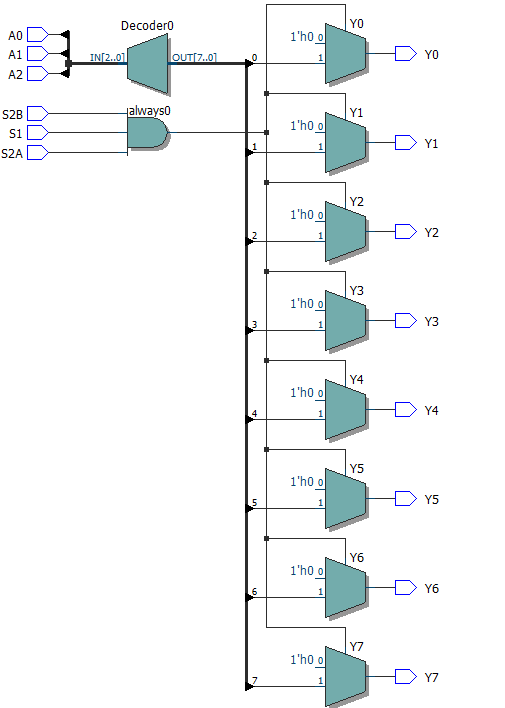 Decoder0
A0
A1
A2
IN[2..0]
OUT[7..0]
always0
S2B
S1
S2A
Y0
1'h0 0
0
1
Y0
Y1
1'h0 0
1
1
Y1
Y2
1'h0 0
2
1
Y2
Y3
1'h0 0
3
1
Y3
Y4
1'h0 0
4
1
Y4
Y5
1'h0 0
5
1
Y5
Y6
1'h0 0
6
1
Y6
Y7
1'h0 0
7
1
Y7